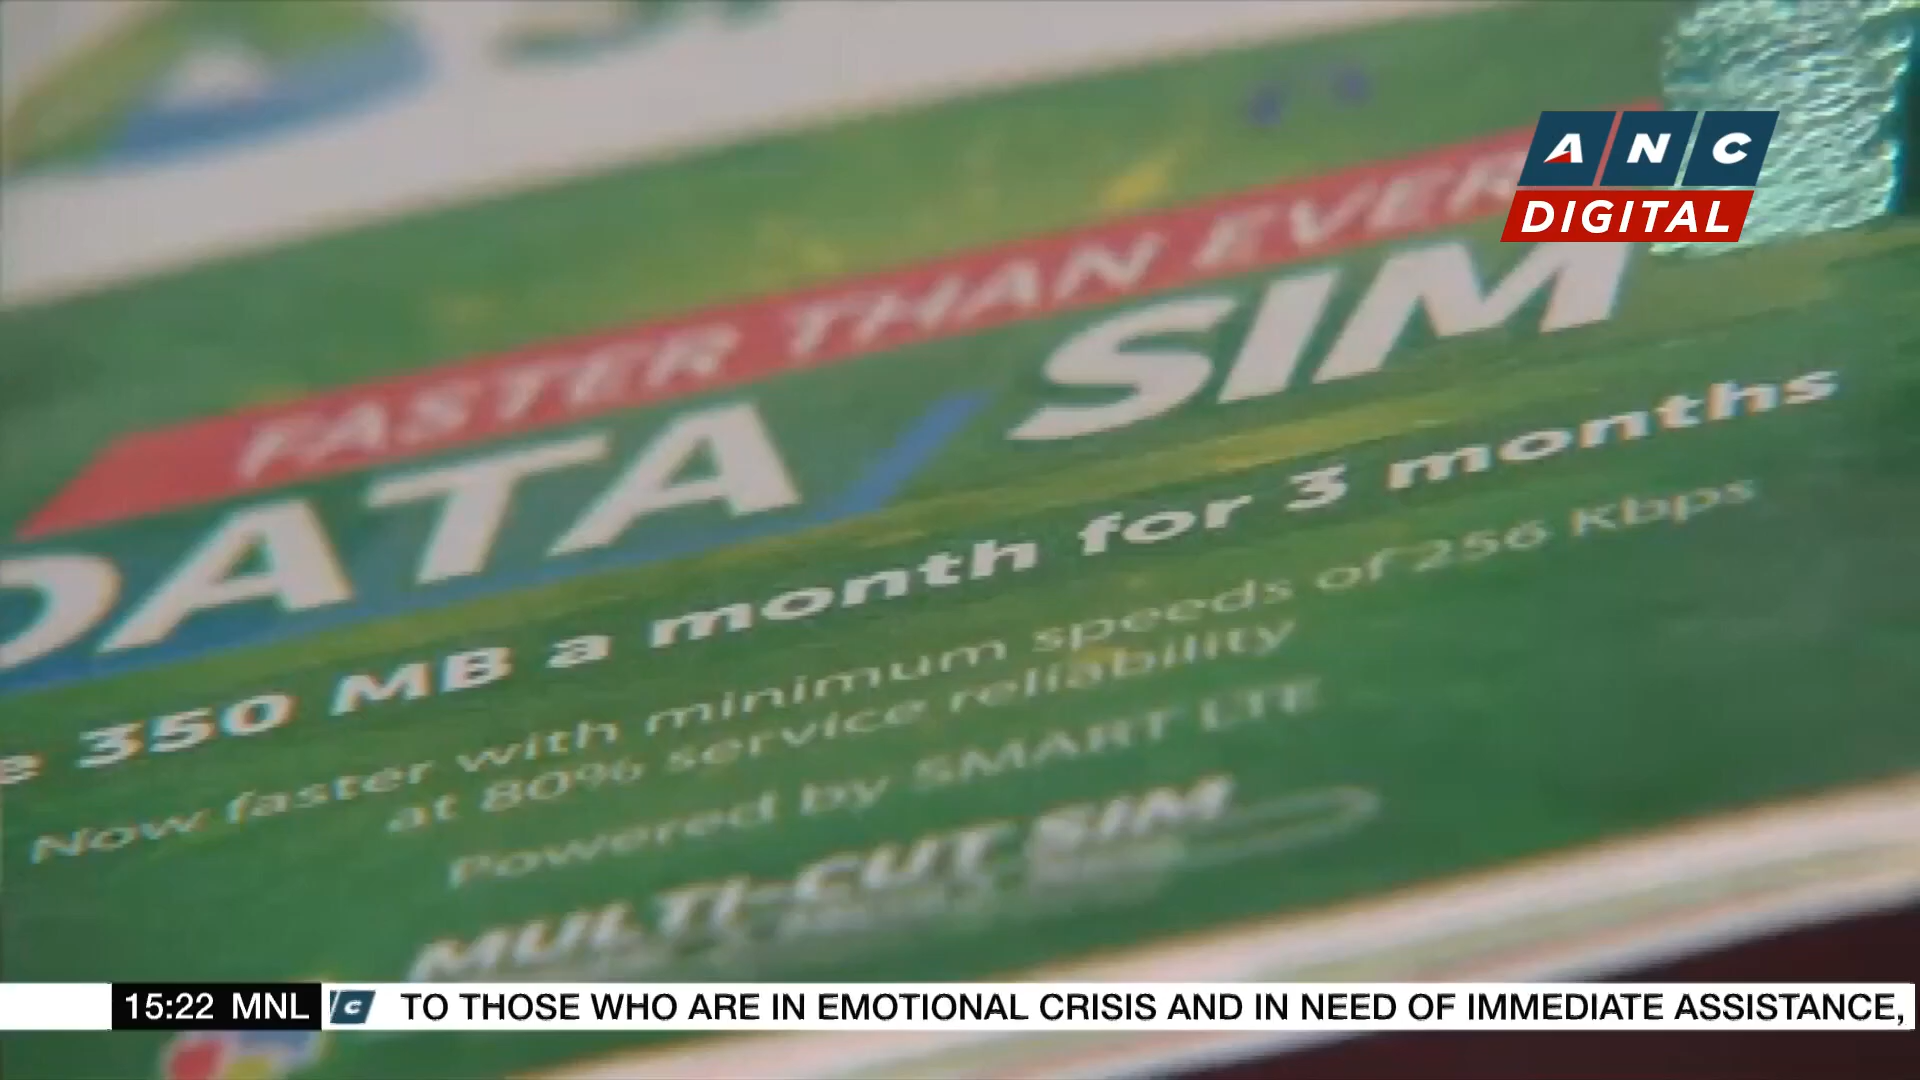 ANC
DIGITAL
FASTER THAN EVER
DATA SIM
350 MB a month for 3 months
Now faster with minimum speeds of 256 Kbps
at 80% service reliability
Powered by SMART LTE
MULTI-CUT SIM
15:22 MNL
TO THOSE WHO ARE IN EMOTIONAL CRISIS AND IN NEED OF IMMEDIATE ASSISTANCE,